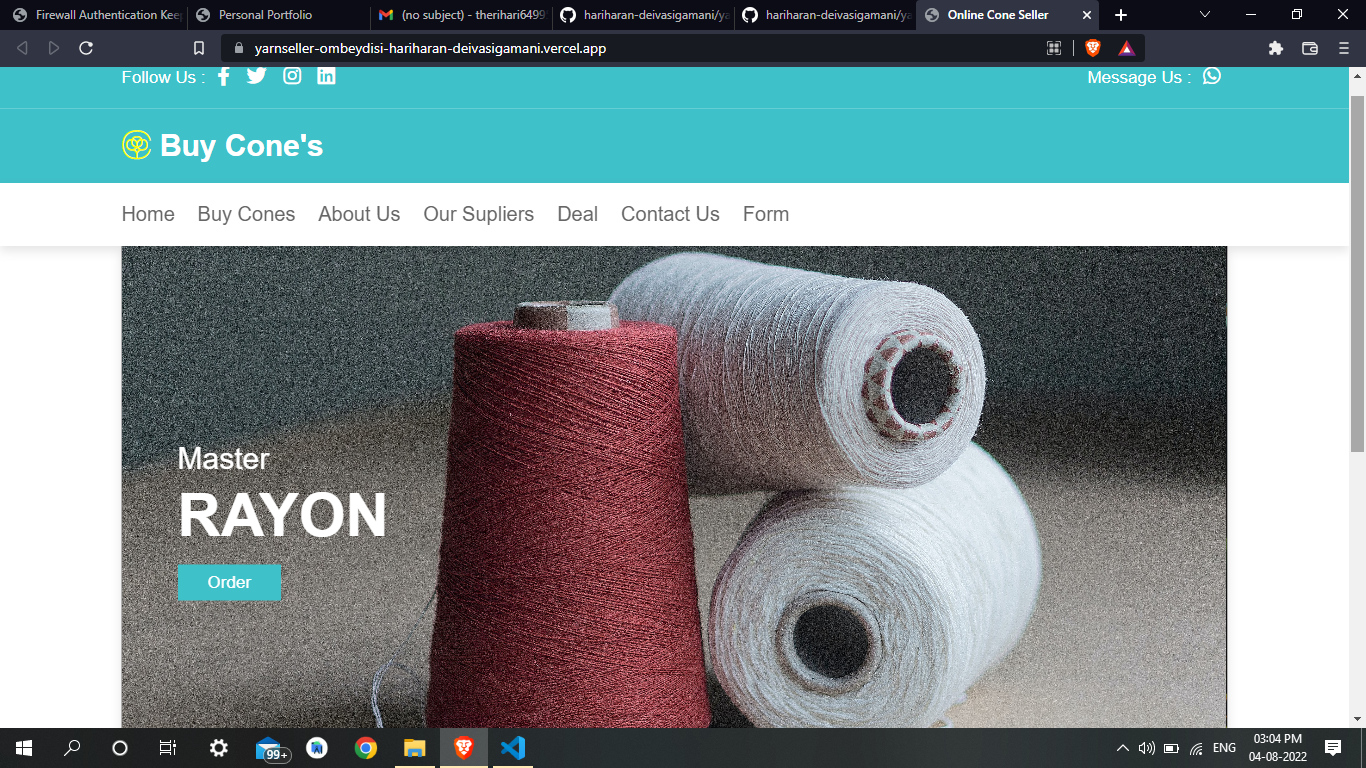 Firewall Authentication Kee
Personal Portfolio
(no subject) - therihari6499
hariharan-deivasigamani/ya
hariharan-deivasigamani/ya
Online Cone Seller
yarnseller-ombeydisi-hariharan-deivasigamani.vercel.app
Follow Us :
Message Us :
Buy Cone's
Home Buy Cones About Us Our Supliers Deal Contact Us Form
Master
RAYON
Order
99+
ENG
03:04 PM
04-08-2022